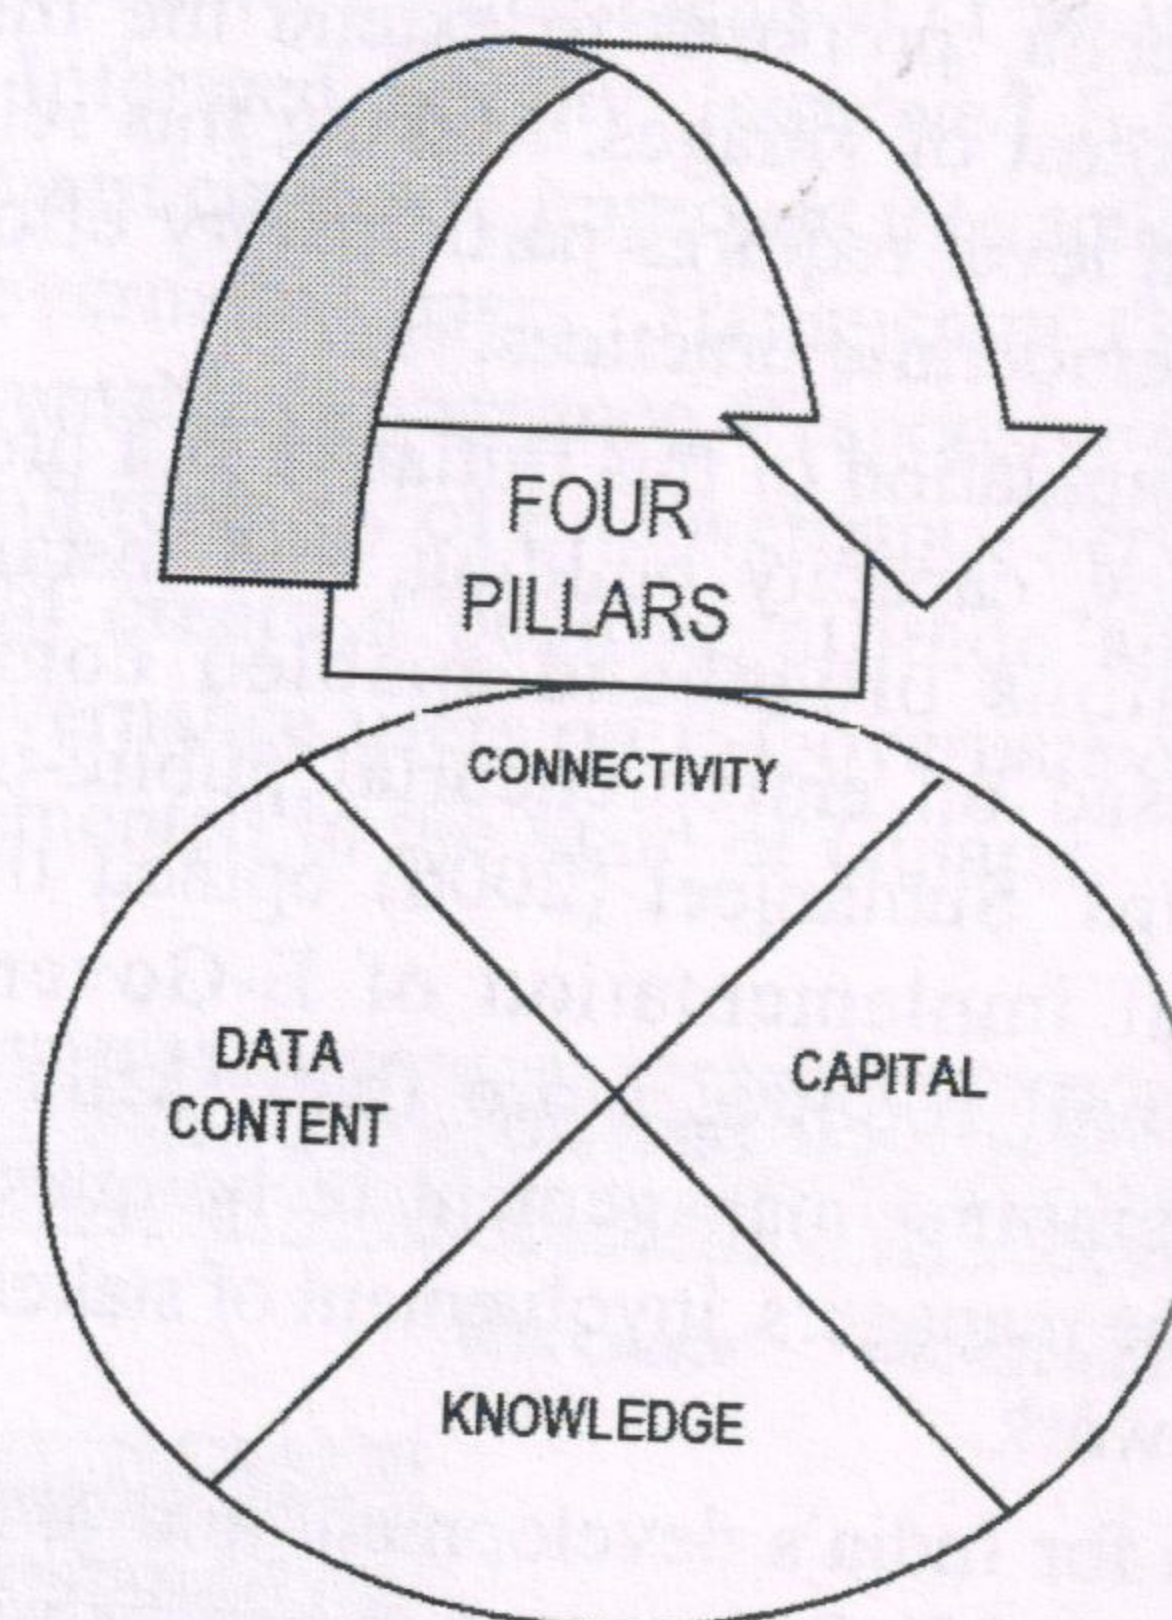 FOUR
PILLARS
CONNECTIVITY
DATA
CONTENT
CAPITAL
KNOWLEDGE